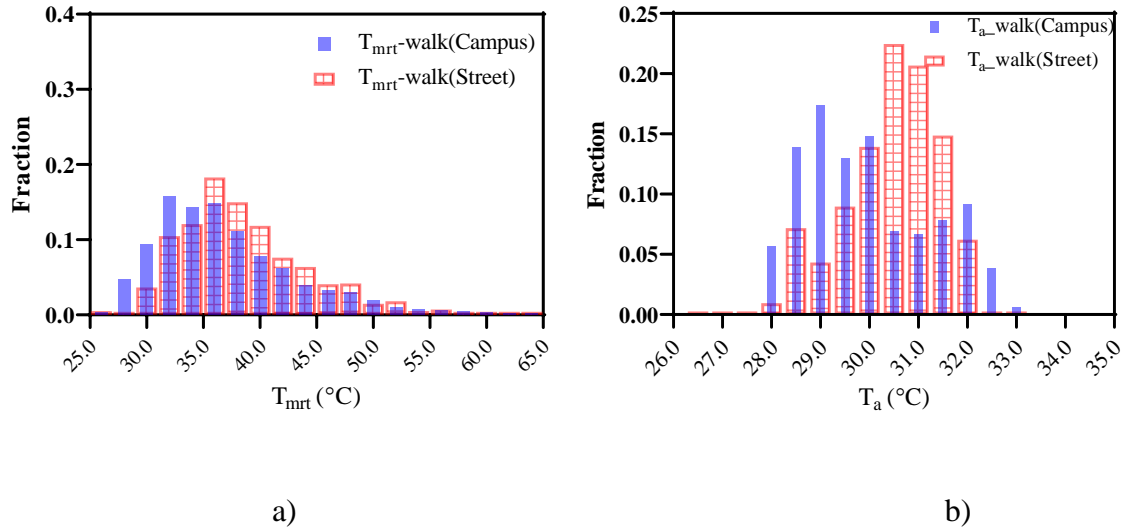 0.4
0.3
0.2
0.1
0.0
Fraction
25.0 30.0 35.0 40.0 45.0 50.0 55.0 60.0 65.0
T_mrt (°C)
T_mrt-walk(Campus)
T_mrt-walk(Street)
a)
0.25
0.20
0.15
0.10
0.05
0.00
Fraction
26.0 27.0 28.0 29.0 30.0 31.0 32.0 33.0 34.0 35.0
T_a (°C)
T_a_walk(Campus)
T_a_walk(Street)
b)